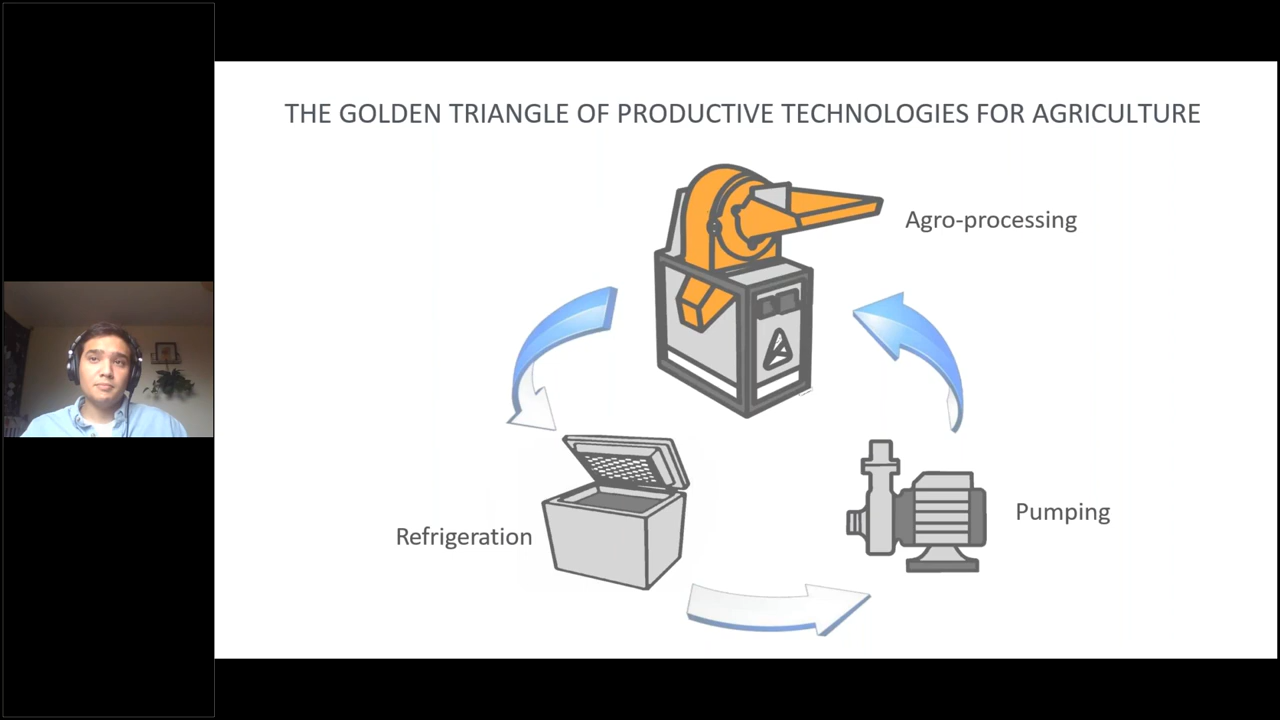 THE GOLDEN TRIANGLE OF PRODUCTIVE TECHNOLOGIES FOR AGRICULTURE
Agro-processing
Pumping
Refrigeration